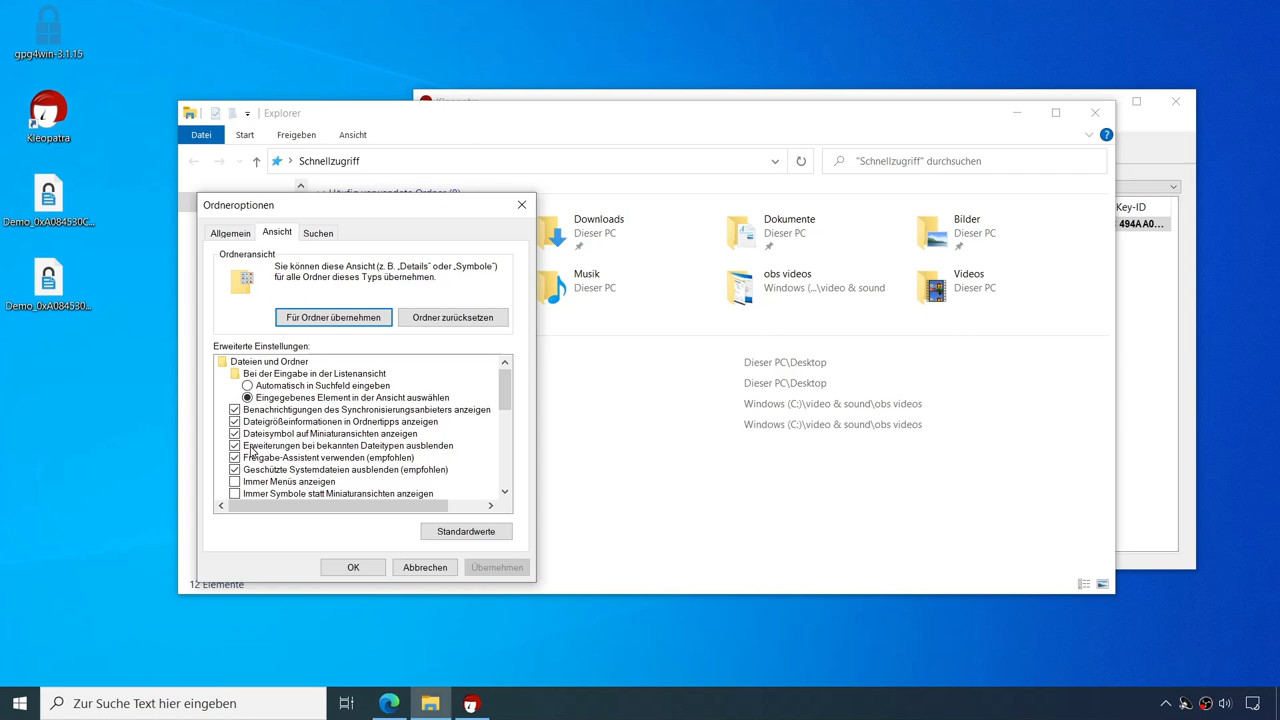 gpg4win-3.1.15
Kleopatra
Demo_0xA084530C...
Demo_0xA084530...
Kleopatra
Explorer
Datei
Start
Freigeben
Ansicht
Schnellzugriff
"Schnellzugriff" durchsuchen
Häufig verwendete Ordner (8)
Key-ID
494AA0...
Downloads
Dieser PC
Dokumente
Dieser PC
Bilder
Dieser PC
Musik
Dieser PC
obs videos
Windows (...\video & sound
Videos
Dieser PC
Dieser PC\Desktop
Dieser PC\Desktop
Windows (C:)\video & sound\obs videos
Windows (C:)\video & sound\obs videos
12 Elemente
Ordneroptionen
Allgemein
Ansicht
Suchen
Ordneransicht
Sie können diese Ansicht (z. B. „Details" oder „Symbole")
für alle Ordner dieses Typs übernehmen.
Für Ordner übernehmen
Ordner zurücksetzen
Erweiterte Einstellungen:
Dateien und Ordner
Bei der Eingabe in der Listenansicht
Automatisch in Suchfeld eingeben
Eingegebenes Element in der Ansicht auswählen
Benachrichtigungen des Synchronisierungsanbieters anzeigen
Dateigrößeinformationen in Ordnertipps anzeigen
Dateisymbol auf Miniaturansichten anzeigen
Erweiterungen bei bekannten Dateitypen ausblenden
Freigabe-Assistent verwenden (empfohlen)
Geschützte Systemdateien ausblenden (empfohlen)
Immer Menüs anzeigen
Immer Symbole statt Miniaturansichten anzeigen
Standardwerte
OK
Abbrechen
Übernehmen
Zur Suche Text hier eingeben